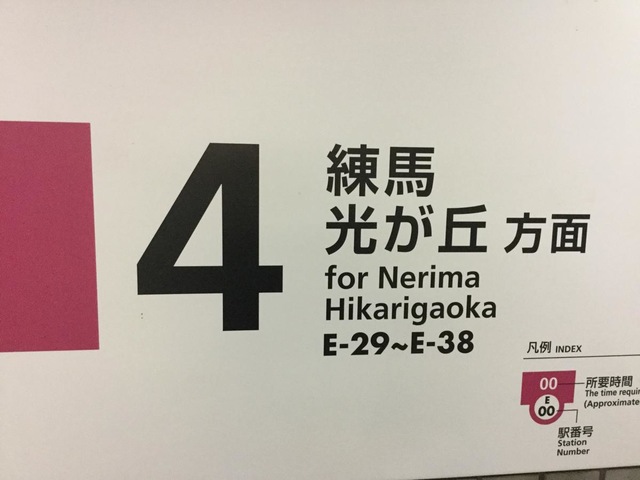 4
練馬
光が丘 方面
for Nerima
Hikarigaoka
E-29~E-38
凡例 INDEX
00
所要時間
The time
(Approximate
E
00
駅番号
Station
Number